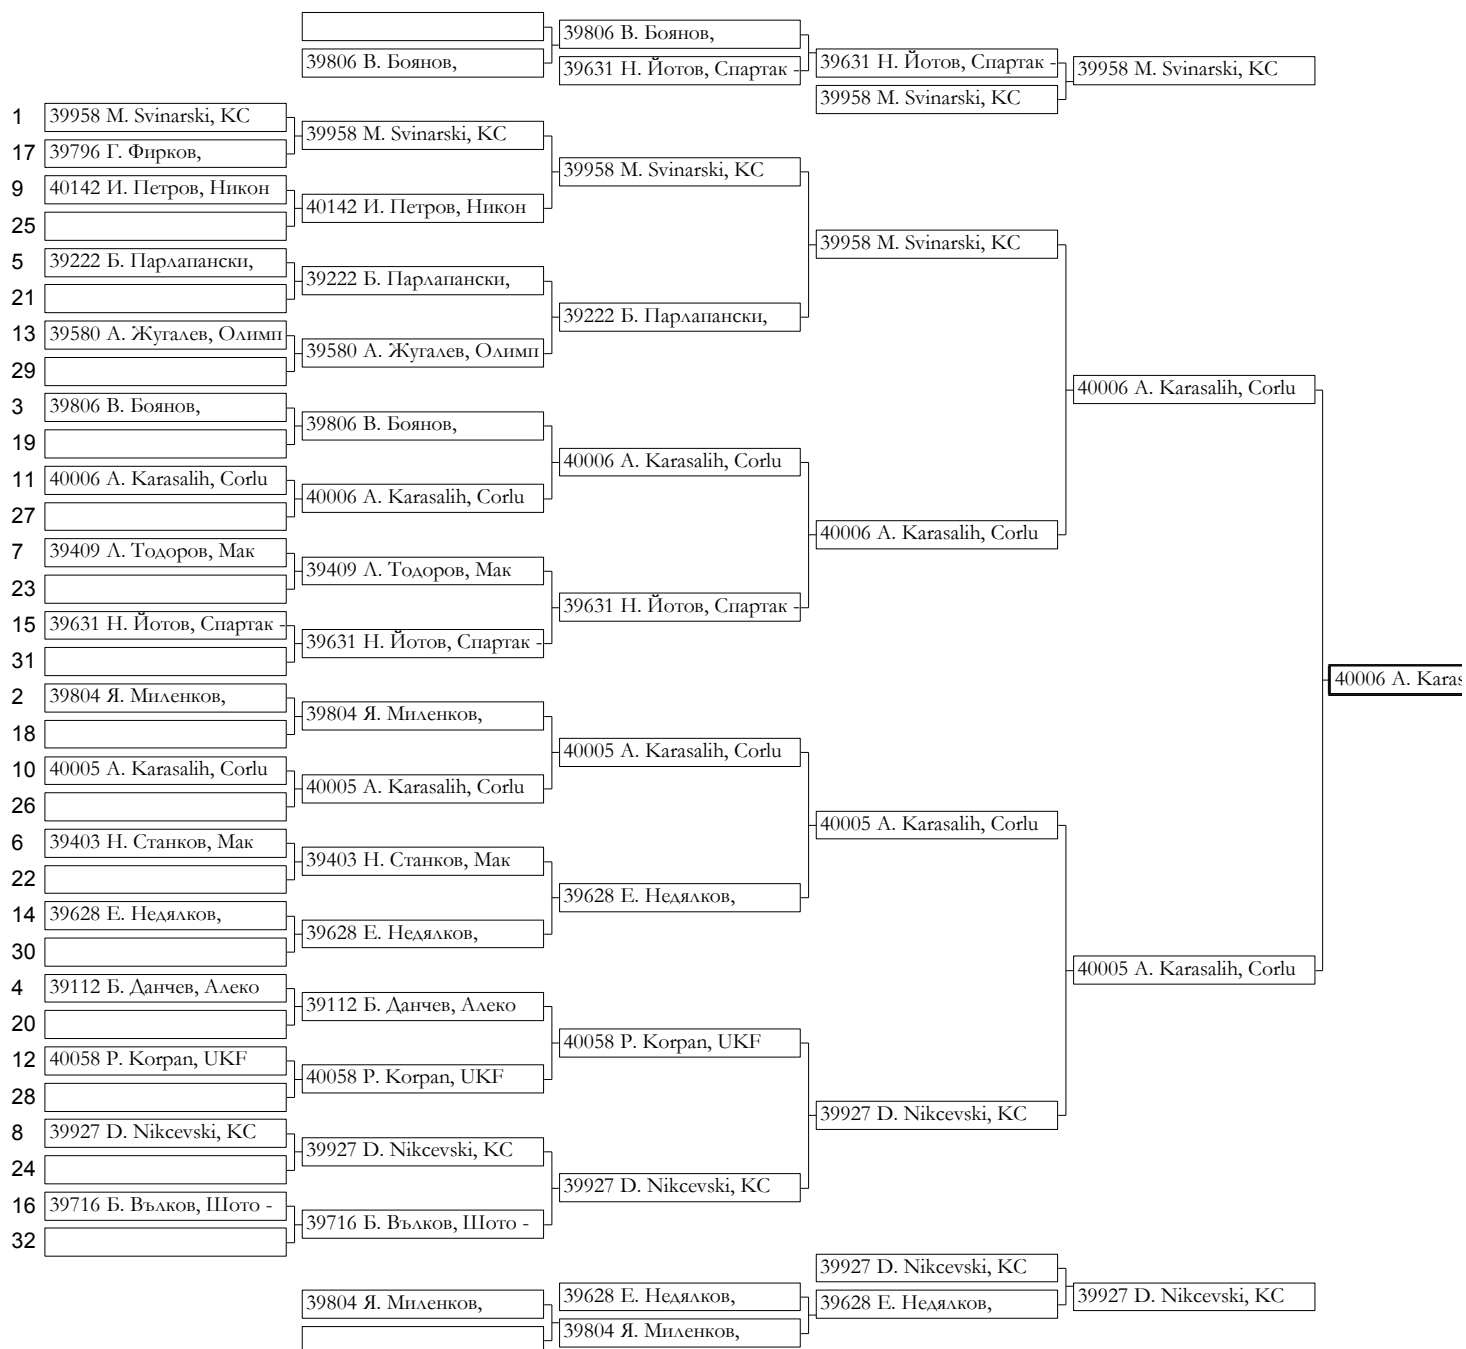 39806 В. Боянов,
39806 В. Боянов,
39631 Н. Йотов, Спартак -
39631 Н. Йотов, Спартак -
39958 M. Svinarski, KC
39958 M. Svinarski, KC
1 39958 M. Svinarski, KC
17 39796 Г. Фирков,
9 40142 И. Петров, Никон
25
5 39222 Б. Парлапански,
21
13 39580 А. Жугалев, Олимп
29
3 39806 В. Боянов,
19
11 40006 A. Karasalih, Corlu
27
7 39409 Л. Тодоров, Мак
23
15 39631 Н. Йотов, Спартак -
31
2 39804 Я. Миленков,
18
10 40005 A. Karasalih, Corlu
26
6 39403 Н. Станков, Мак
22
14 39628 Е. Недялков,
30
4 39112 Б. Данчев, Алеко
20
12 40058 P. Korpan, UKF
28
8 39927 D. Nikcevski, KC
24
16 39716 Б. Вълков, Шото -
32
39958 M. Svinarski, KC
40142 И. Петров, Никон
39222 Б. Парлапански,
39580 А. Жугалев, Олимп
39806 В. Боянов,
40006 A. Karasalih, Corlu
39409 Л. Тодоров, Мак
39631 Н. Йотов, Спартак -
39804 Я. Миленков,
40005 A. Karasalih, Corlu
39403 Н. Станков, Мак
39628 Е. Недялков,
39112 Б. Данчев, Алеко
40058 P. Korpan, UKF
39927 D. Nikcevski, KC
39716 Б. Вълков, Шото -
39958 M. Svinarski, KC
39222 Б. Парлапански,
40006 A. Karasalih, Corlu
39631 Н. Йотов, Спартак -
40005 A. Karasalih, Corlu
39628 Е. Недялков,
40058 P. Korpan, UKF
39927 D. Nikcevski, KC
39958 M. Svinarski, KC
40006 A. Karasalih, Corlu
40005 A. Karasalih, Corlu
39927 D. Nikcevski, KC
40006 A. Karasalih, Corlu
40005 A. Karasalih, Corlu
40006 A. Karas
39804 Я. Миленков,
39628 Е. Недялков,
39804 Я. Миленков,
39927 D. Nikcevski, KC
39628 Е. Недялков,
39927 D. Nikcevski, KC